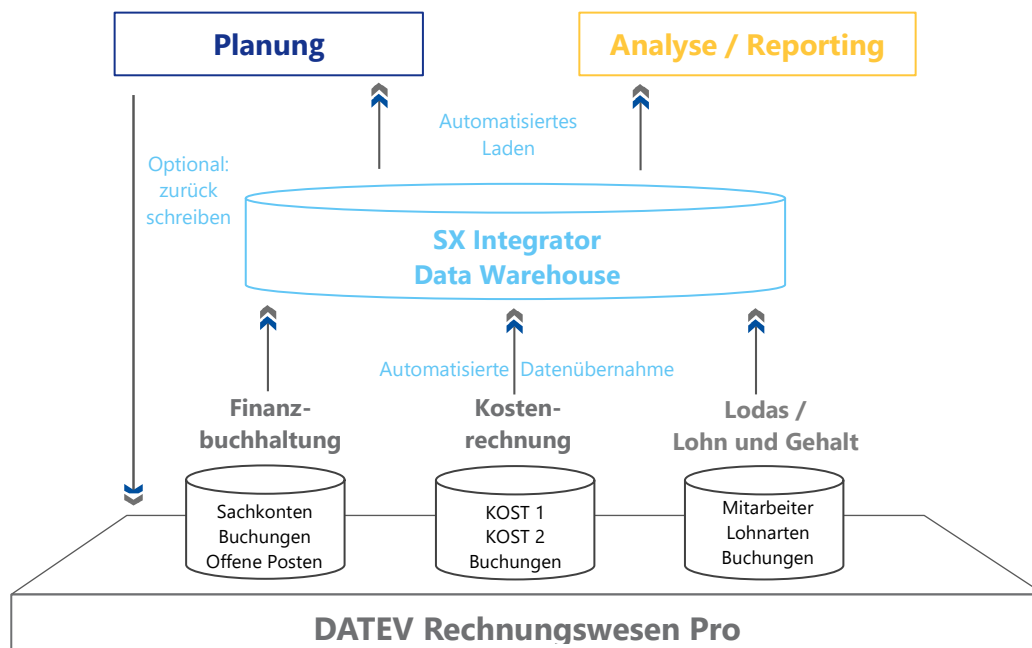 Planung
Analyse / Reporting
Automatisiertes
Laden
Optional:
zurück
schreiben
SX Integrator
Data Warehouse
Automatisierte Datenübernahme
Finanz-
buchhaltung
Kosten-
rechnung
Lodas /
Lohn und Gehalt
Sachkonten
Buchungen
Offene Posten
KOST 1
KOST 2
Buchungen
Mitarbeiter
Lohnarten
Buchungen
DATEV Rechnungswesen Pro